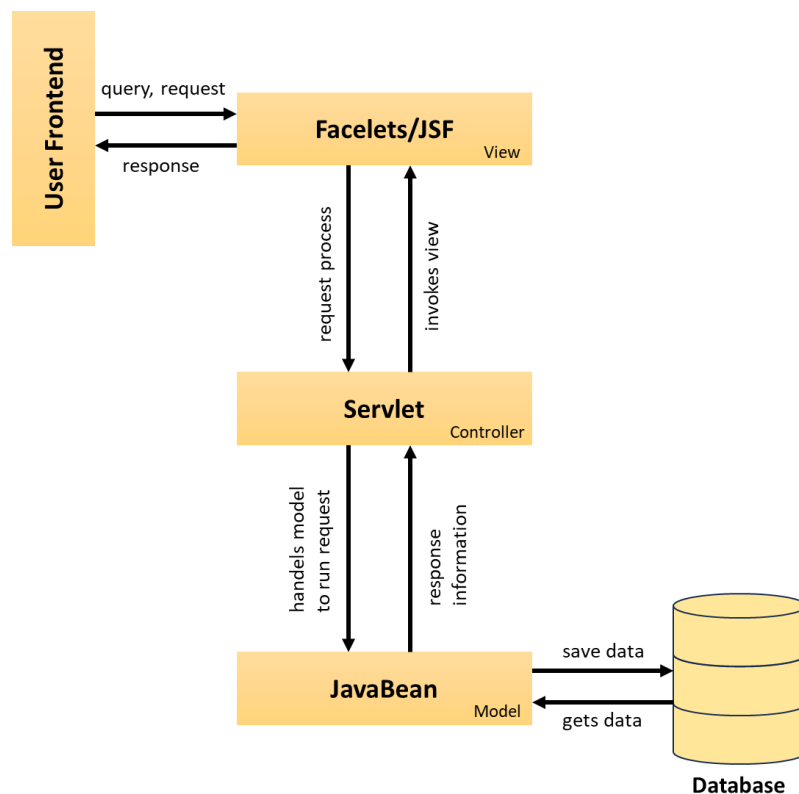 User Frontend
query, request
response
Facelets/JSF
View
request process
invokes view
Servlet
Controller
handels model
to run request
response
information
JavaBean
Model
save data
gets data
Database